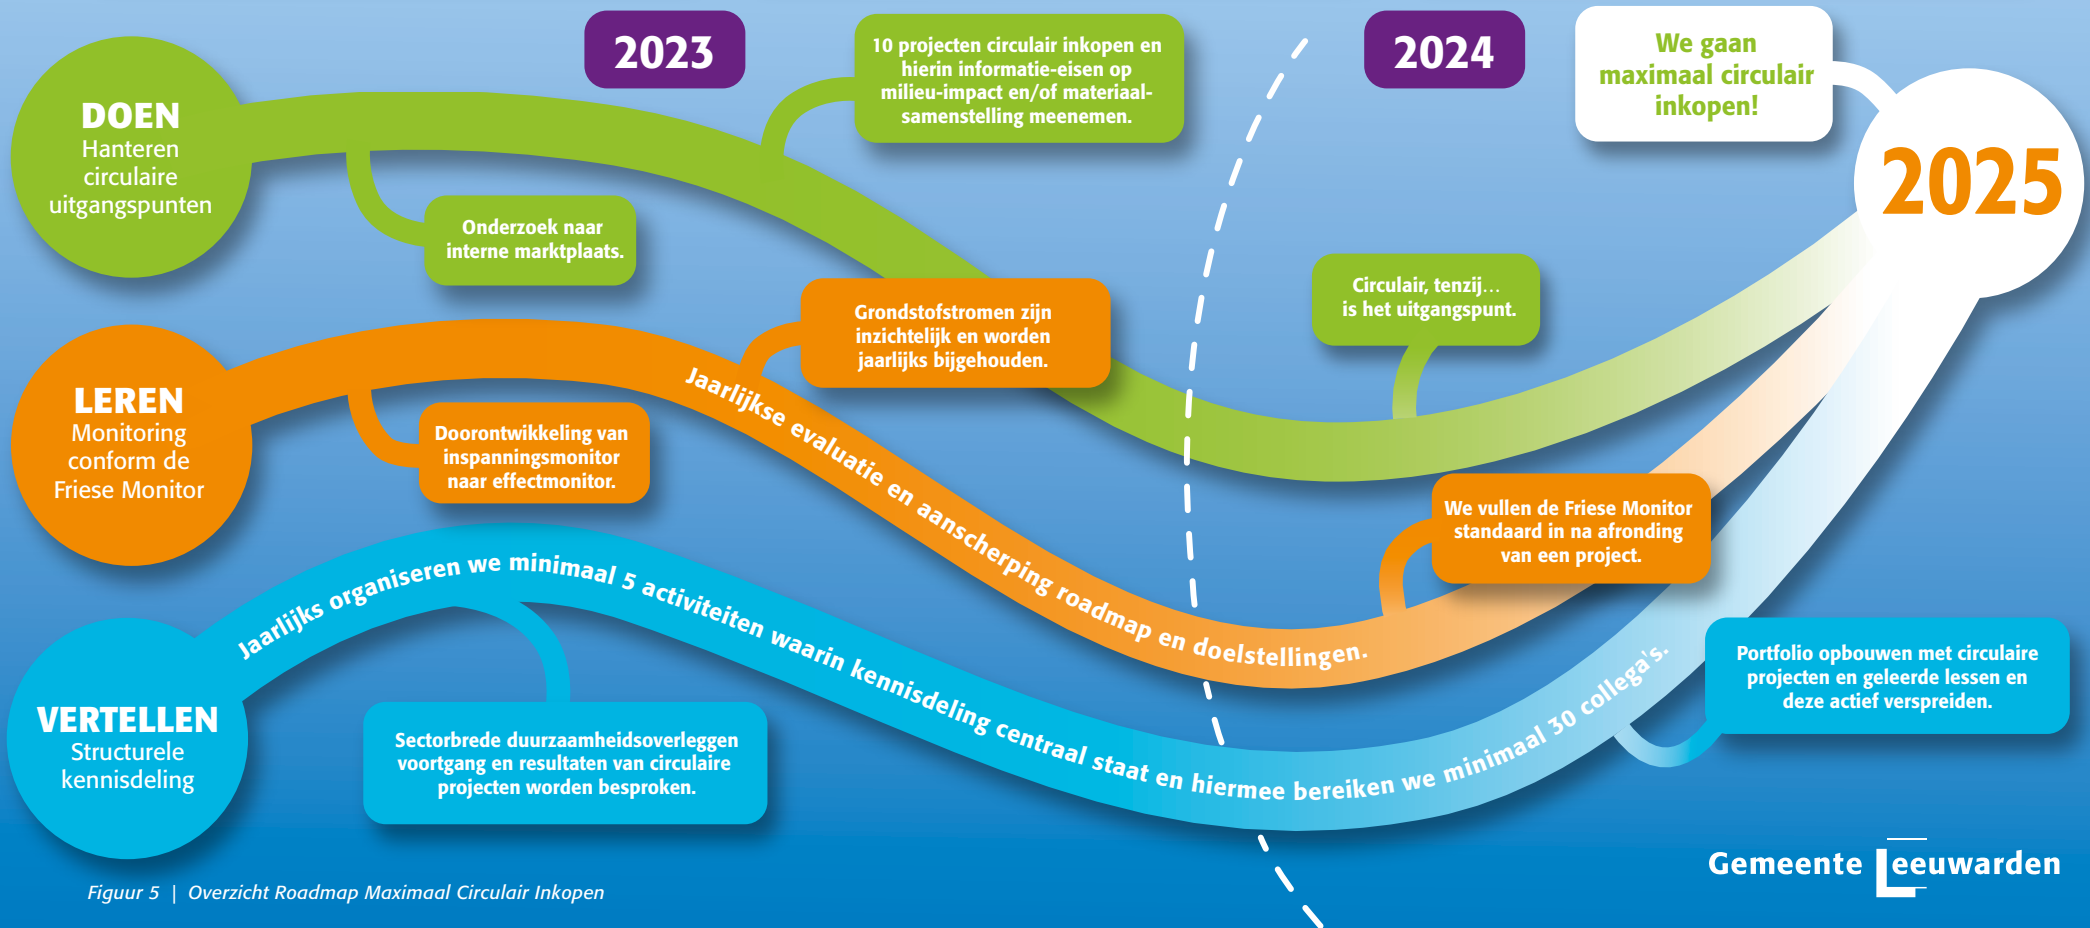 2023
2024
We gaan
maximaal circulair
inkopen!
2025
DOEN
Hanteren
circulaire
uitgangspunten
10 projecten circulair inkopen en
hierin informatie-eisen op
milieu-impact en/of materiaal-
samenstelling meenemen.
Onderzoek naar
interne marktplaats.
Circulair, tenzij...
is het uitgangspunt.
LEREN
Monitoring
conform de
Friese Monitor
Grondstofstromen zijn
inzichtelijk en worden
jaarlijks bijgehouden.
Doorontwikkeling van
inspanningsmonitor
naar effectmonitor.
Jaarlijkse evaluatie en aanscherping roadmap en doelstellingen.
We vullen de Friese Monitor
standaard in na afronding
van een project.
VERTELLEN
Structurele
kennisdeling
Jaarlijks organiseren we minimaal 5 activiteiten waarin kennisdeling centraal staat en hiermee bereiken we minimaal 30 collega's.
Sectorbrede duurzaamheidsoverleggen
voortgang en resultaten van circulaire
projecten worden besproken.
Portfolio opbouwen met circulaire
projecten en geleerde lessen en
deze actief verspreiden.
Gemeente Leeuwarden
Figuur 5 | Overzicht Roadmap Maximaal Circulair Inkopen